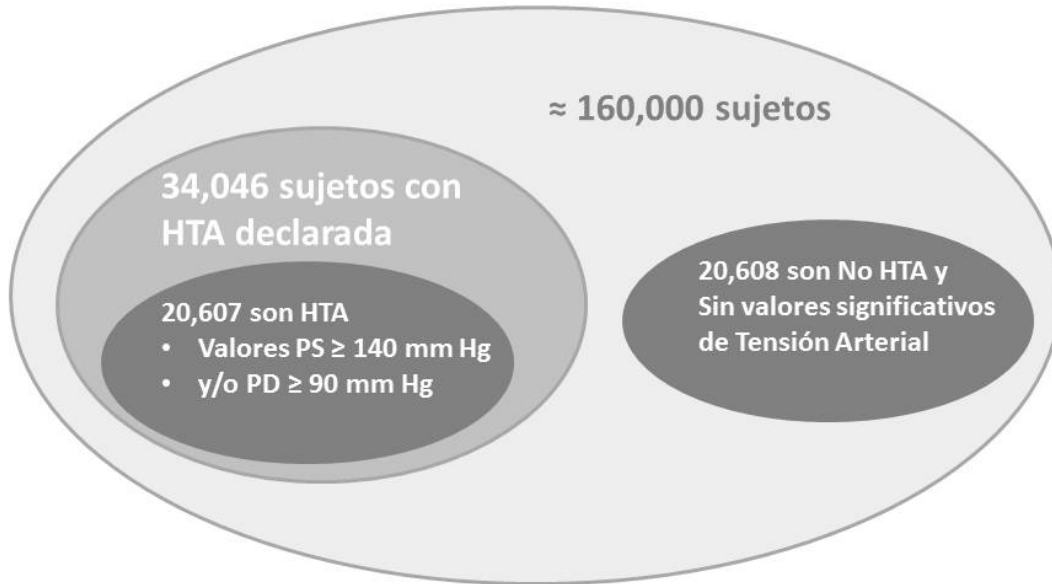 ≈ 160,000 sujetos
34,046 sujetos con
HTA declarada
20,607 son HTA
• Valores PS ≥ 140 mm Hg
• y/o PD ≥ 90 mm Hg
20,608 son No HTA y
Sin valores significativos
de Tensión Arterial